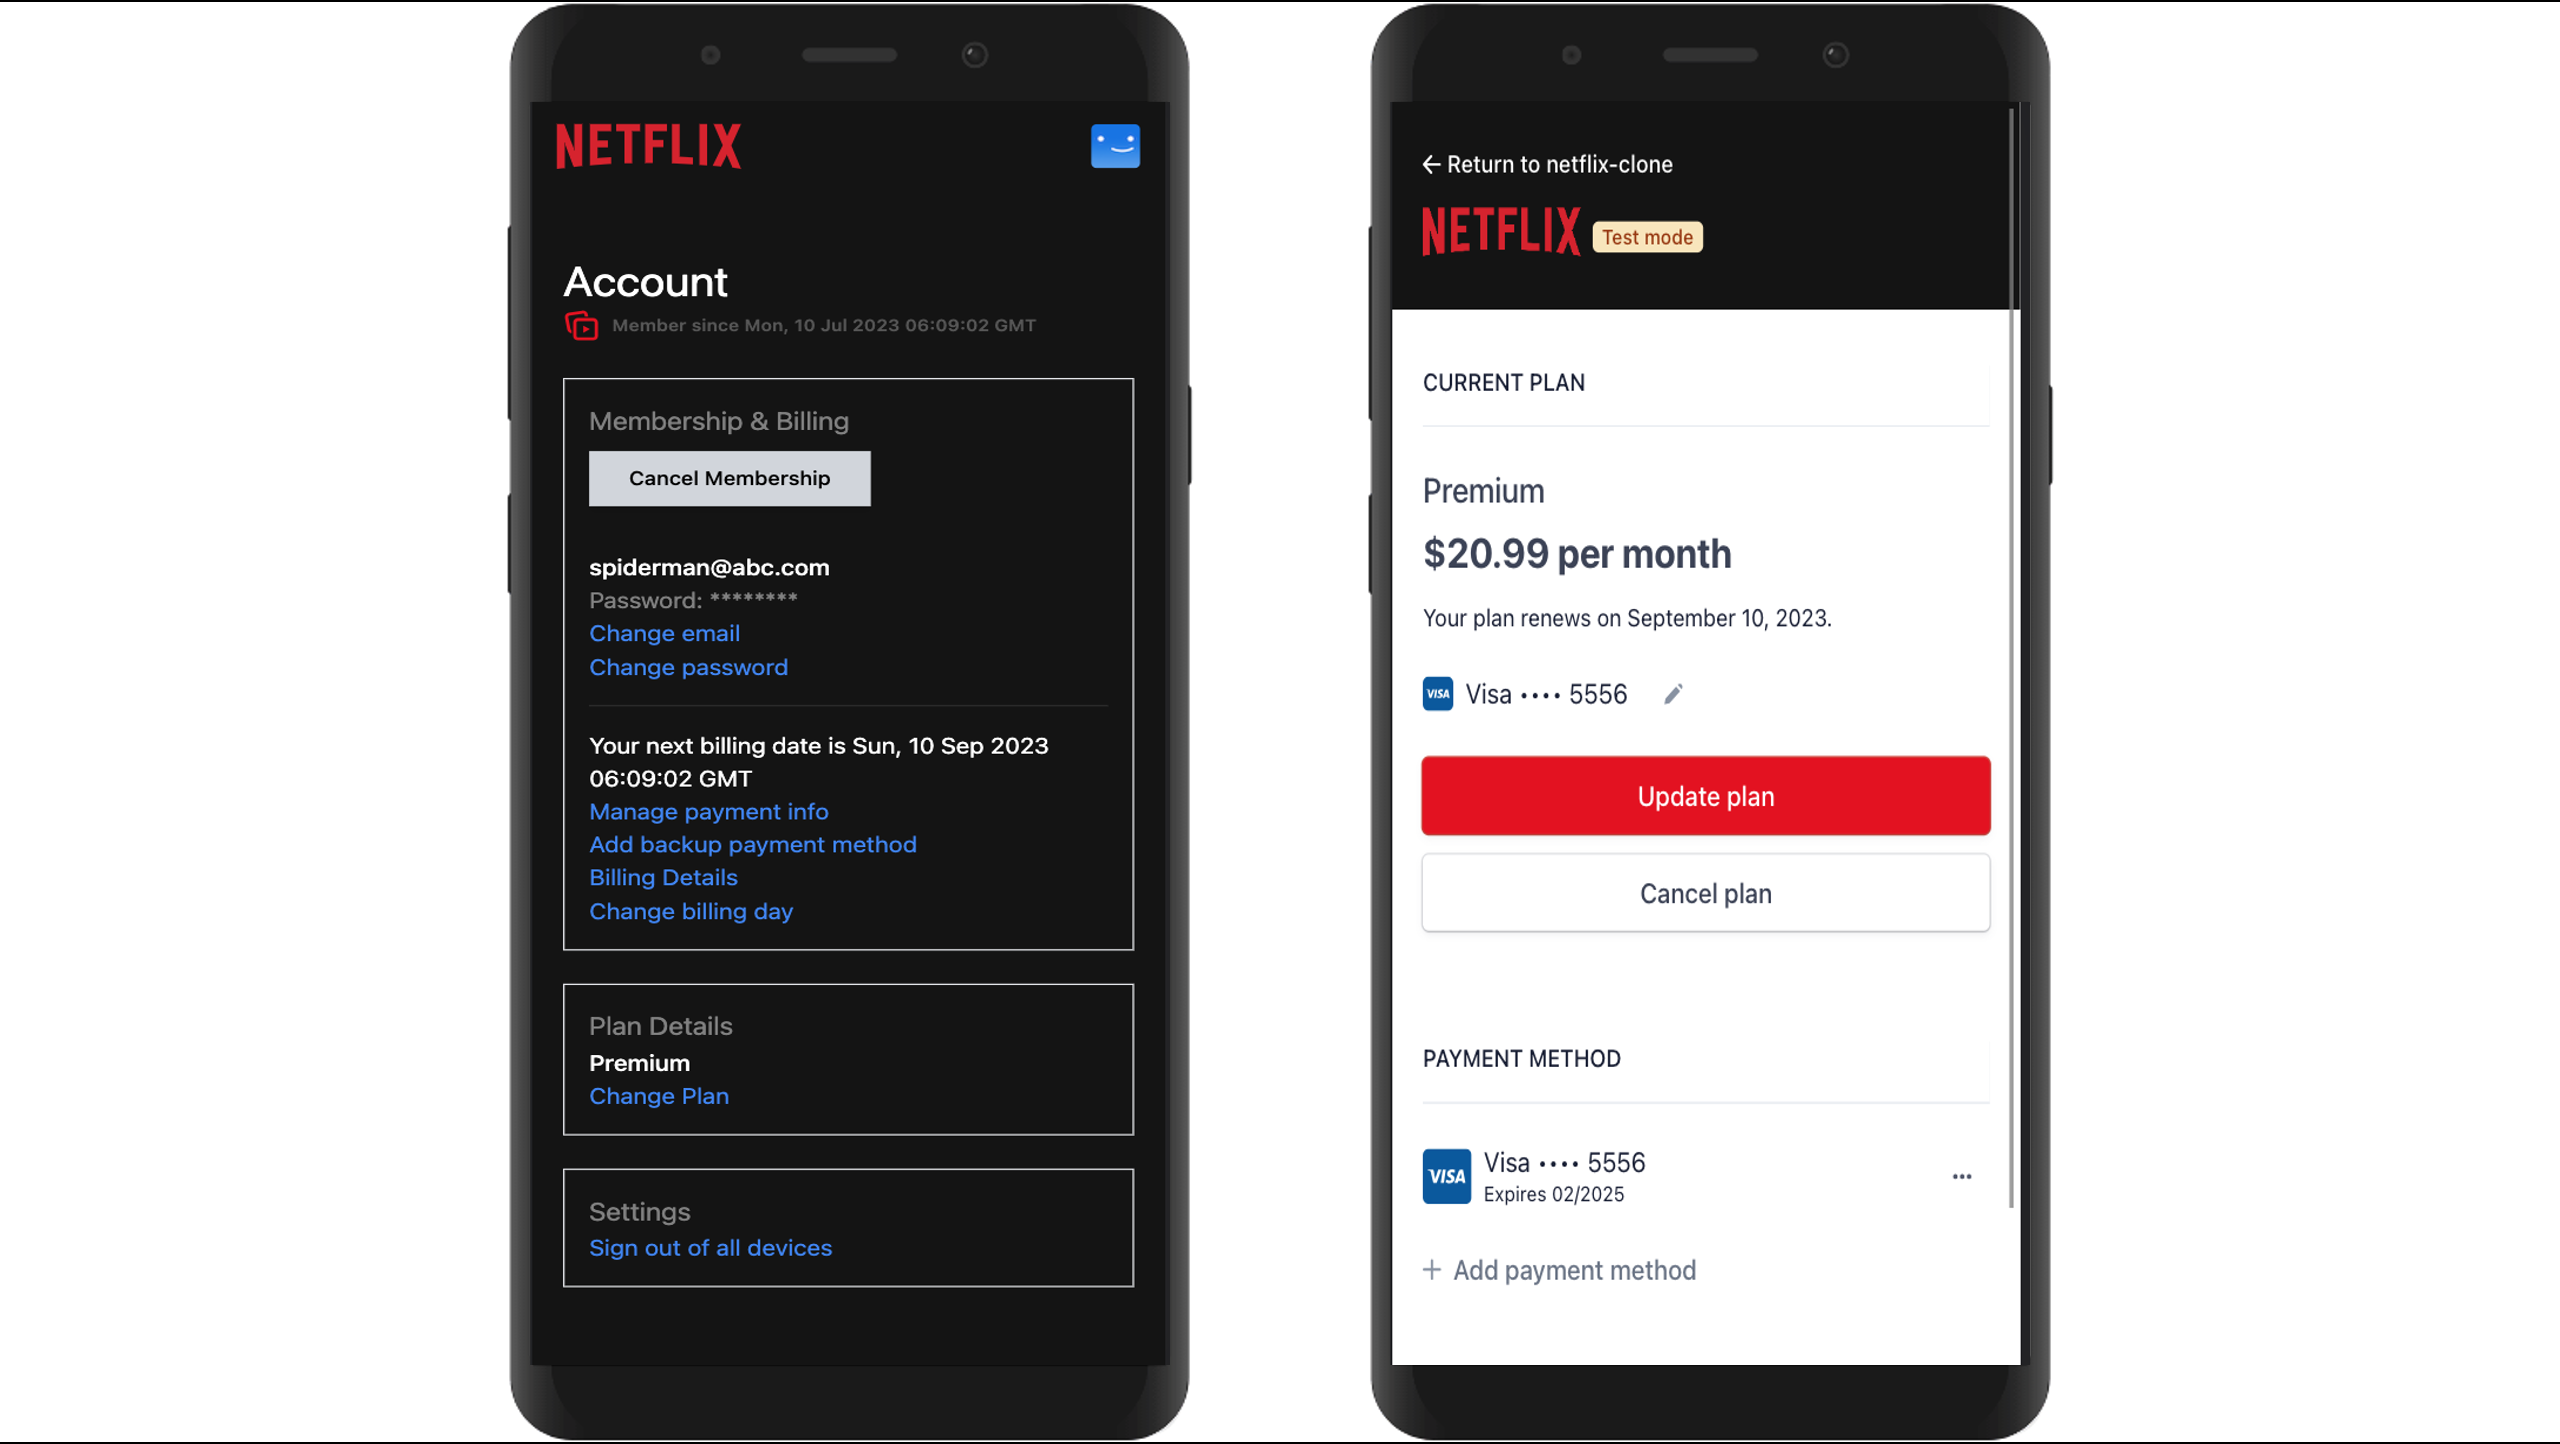 NETFLIX
Account
Member since Mon, 10 Jul 2023 06:09:02 GMT
Membership & Billing
Cancel Membership
spiderman@abc.com
Password: ********
Change email
Change password
Your next billing date is Sun, 10 Sep 2023
06:09:02 GMT
Manage payment info
Add backup payment method
Billing Details
Change billing day
Plan Details
Premium
Change Plan
Settings
Sign out of all devices
← Return to netflix-clone
NETFLIX Test mode
CURRENT PLAN
Premium
$20.99 per month
Your plan renews on September 10, 2023.
VISA Visa •••• 5556
Update plan
Cancel plan
PAYMENT METHOD
VISA Visa •••• 5556
Expires 02/2025
+ Add payment method